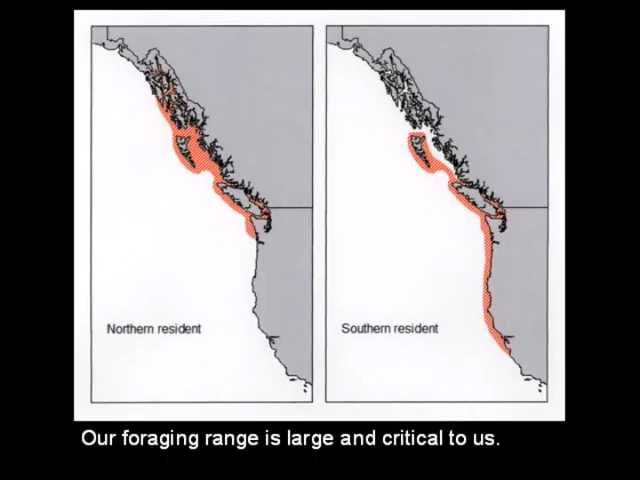 Northern resident
Southern resident
Our foraging range is large and critical to us.